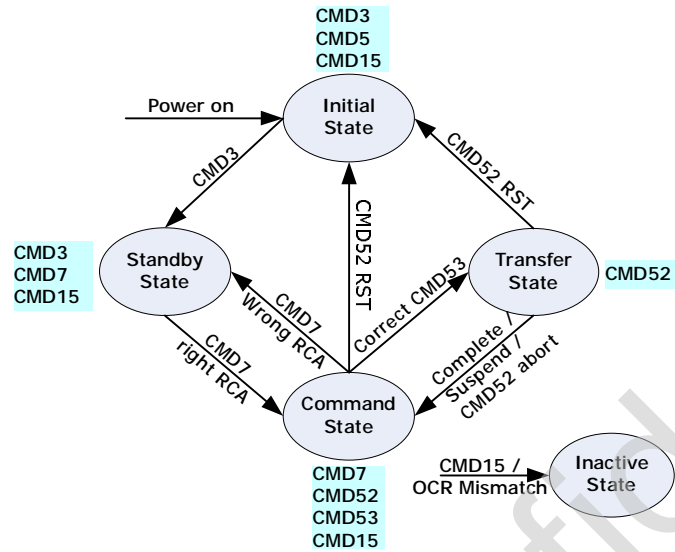 CMD3
CMD5
CMD15
Power on
Initial
State
CMD3
CMD52 RST
CMD52 RST
CMD3
CMD7
CMD15
Standby
State
Transfer
State
CMD52
CMD7
Wrong RCA
Correct CMD53
CMD7
right RCA
Complete /
Suspend /
CMD52 abort
Command
State
CMD7
CMD52
CMD53
CMD15
CMD15 /
OCR Mismatch
Inactive
State